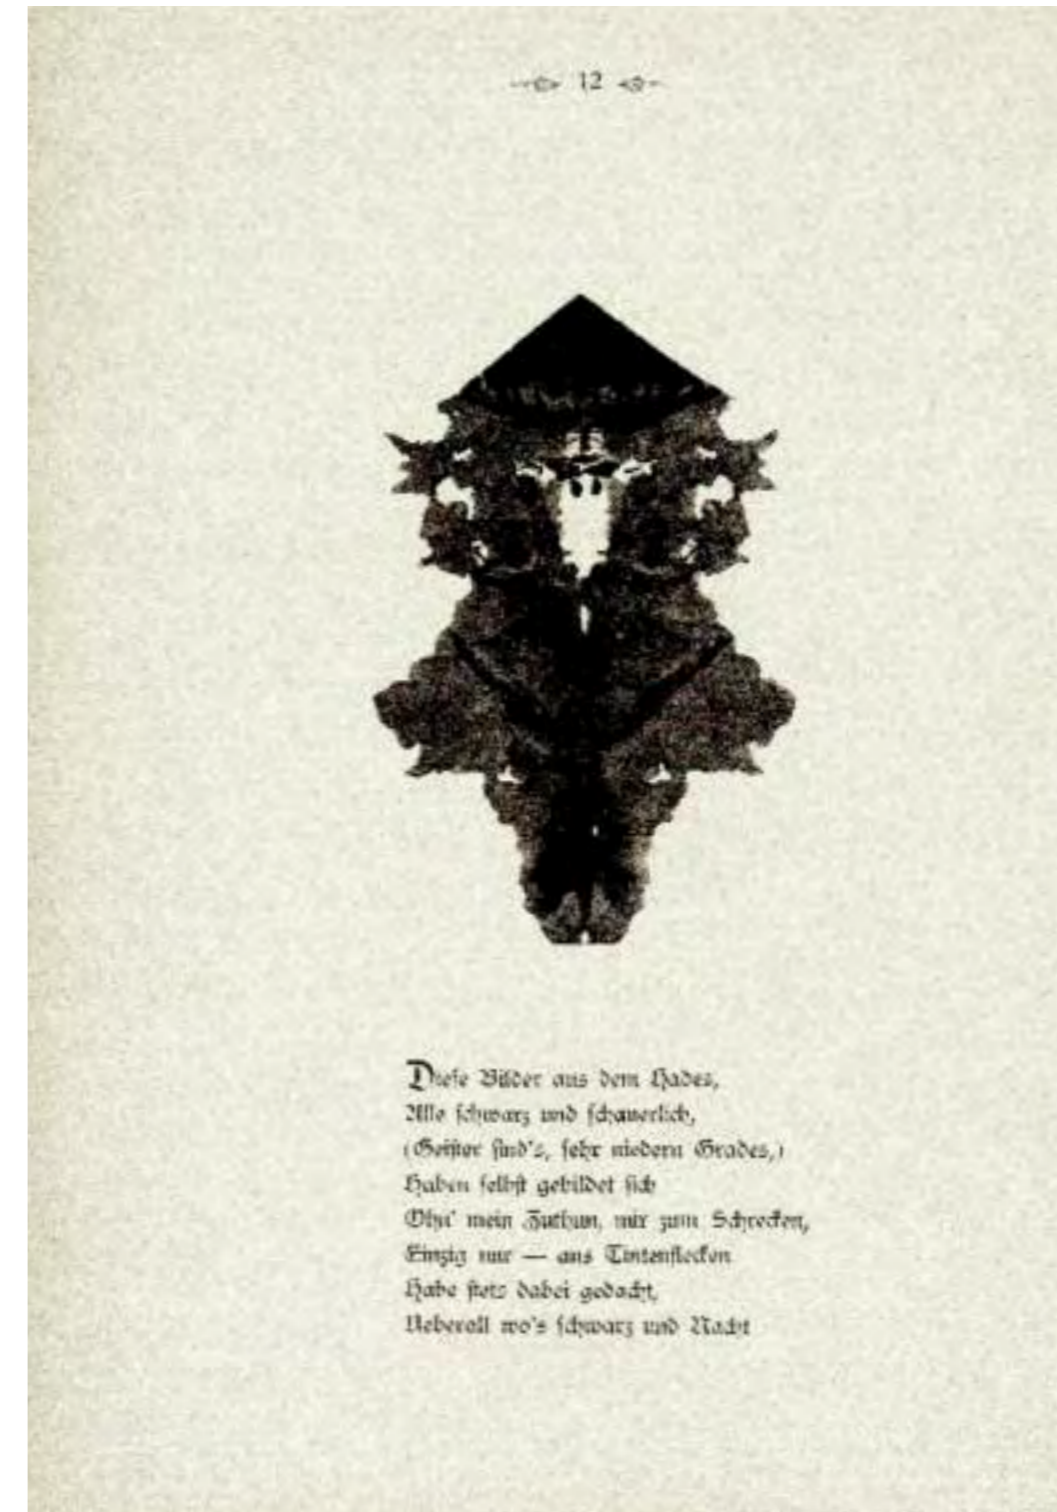 12
Diese Bilder aus dem Hades,
Alle schwarz und schauerlich,
(Geister sind's, sehr niedern Grades,)
Haben selbst gebildet sich
Ohn' mein Zuthun, mir zum Schrecken,
Einzig nur — aus Tintenflecken
Habe stets dabei gedacht,
Ueberall wo's schwarz und Nacht